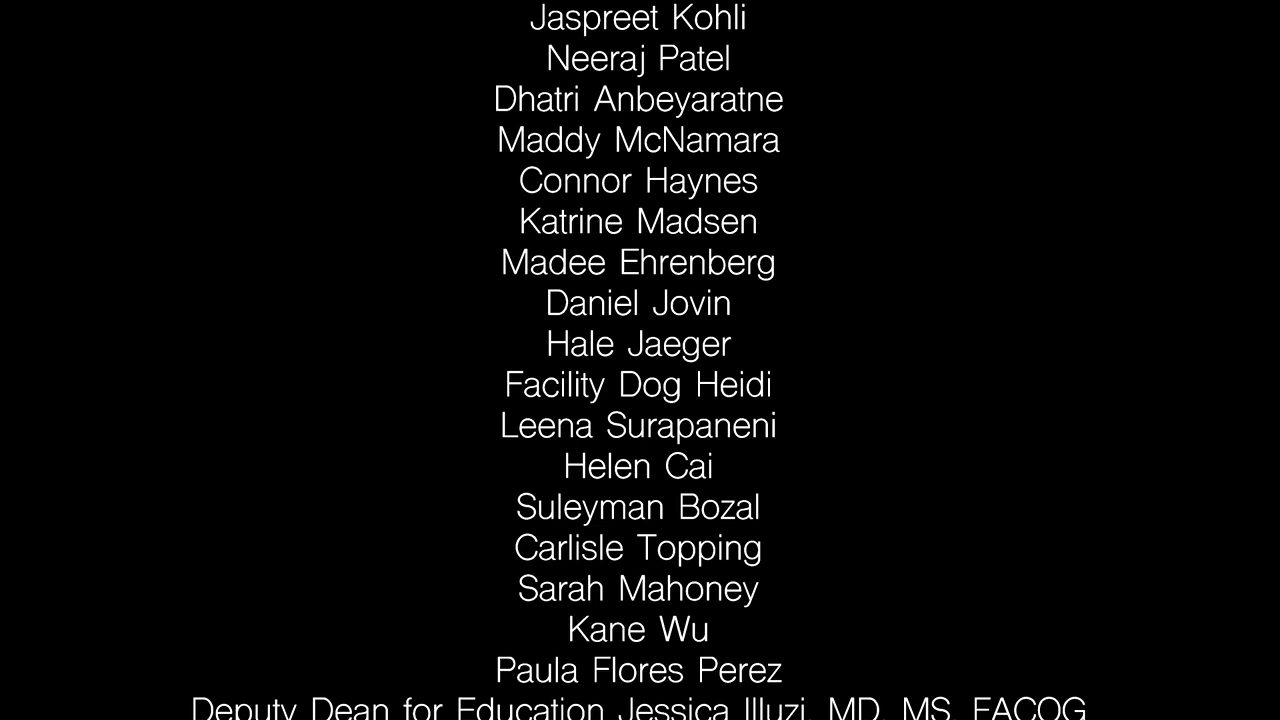 Jaspreet Kohli
Neeraj Patel
Dhatri Anbeyaratne
Maddy McNamara
Connor Haynes
Katrine Madsen
Madee Ehrenberg
Daniel Jovin
Hale Jaeger
Facility Dog Heidi
Leena Surapaneni
Helen Cai
Suleyman Bozal
Carlisle Topping
Sarah Mahoney
Kane Wu
Paula Flores Perez
Deputy Dean for Education Jessica Illuzi, MD, MS, FACOG